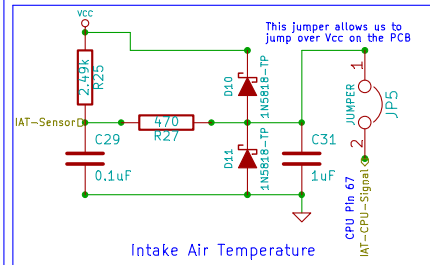 vcc
This jumper allows us to
jump over Vcc on the PCB
2.49k
R25
D10
1N5818-TP
1
JUMPER
JP5
2
IAT-Sensor
470
R27
C29
0.1uF
D11
1N5818-TP
C31
1uF
CPU Pin 67
IAT-CPU-Signal
Intake Air Temperature